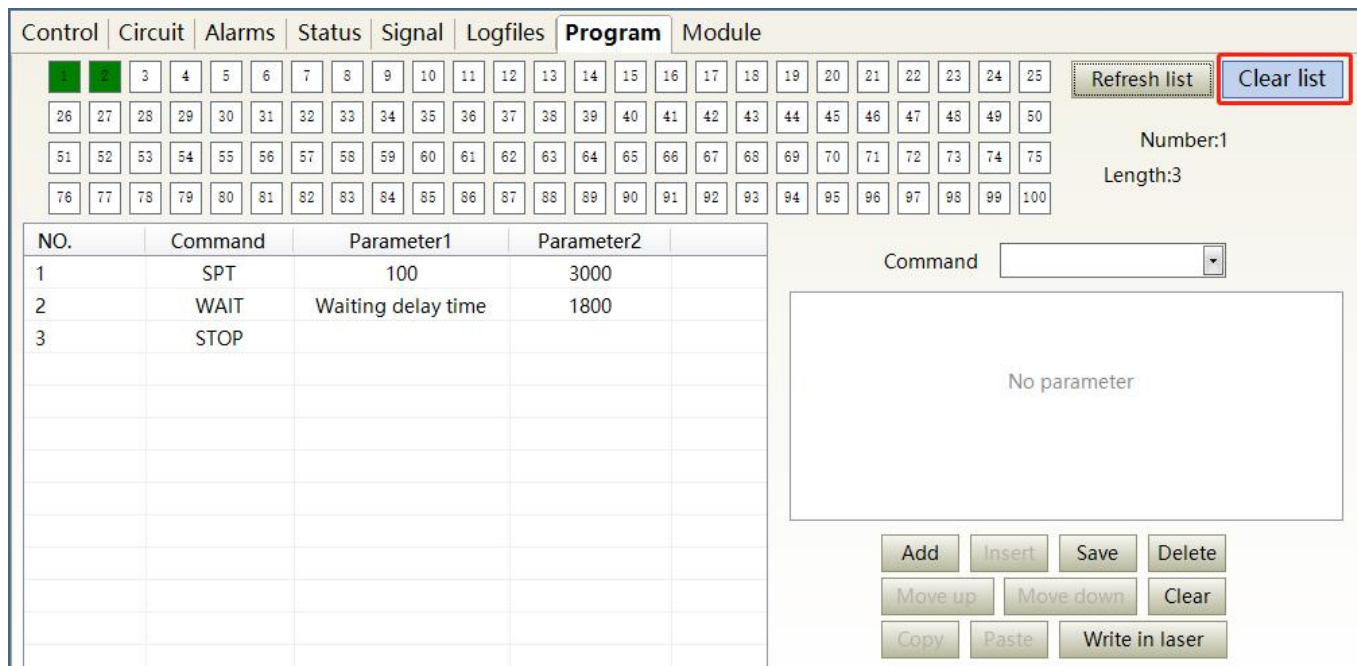 Control Circuit Alarms Status Signal Logfiles Program Module
1 2 3 4 5 6 7 8 9 10 11 12 13 14 15 16 17 18 19 20 21 22 23 24 25 Refresh list Clear list
26 27 28 29 30 31 32 33 34 35 36 37 38 39 40 41 42 43 44 45 46 47 48 49 50
Number:1
51 52 53 54 55 56 57 58 59 60 61 62 63 64 65 66 67 68 69 70 71 72 73 74 75
Length:3
76 77 78 79 80 81 82 83 84 85 86 87 88 89 90 91 92 93 94 95 96 97 98 99 100
NO. Command Parameter1 Parameter2
1 SPT 100 3000
2 WAIT Waiting delay time 1800
3 STOP
Command
No parameter
Add Insert Save Delete
Move up Move down Clear
Copy Paste Write in laser